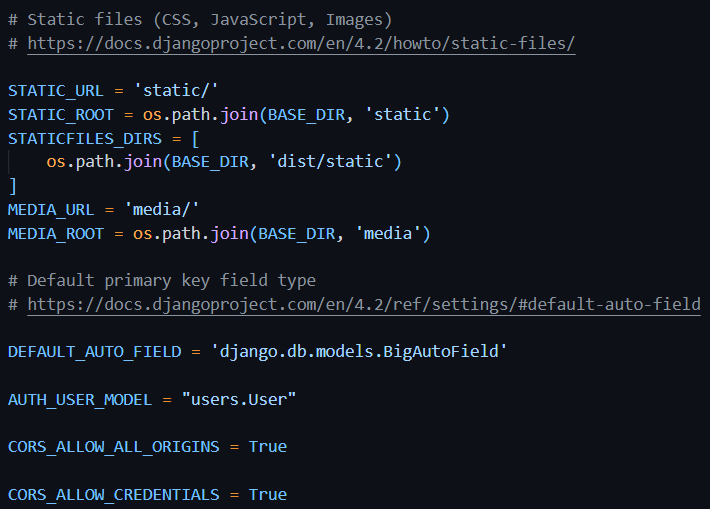 # Static files (CSS, JavaScript, Images)
# https://docs.djangoproject.com/en/4.2/howto/static-files/
STATIC_URL = 'static/'
STATIC_ROOT = os.path.join(BASE_DIR, 'static')
STATICFILES_DIRS = [
    os.path.join(BASE_DIR, 'dist/static')
]
MEDIA_URL = 'media/'
MEDIA_ROOT = os.path.join(BASE_DIR, 'media')
# Default primary key field type
# https://docs.djangoproject.com/en/4.2/ref/settings/#default-auto-field
DEFAULT_AUTO_FIELD = 'django.db.models.BigAutoField'
AUTH_USER_MODEL = "users.User"
CORS_ALLOW_ALL_ORIGINS = True
CORS_ALLOW_CREDENTIALS = True